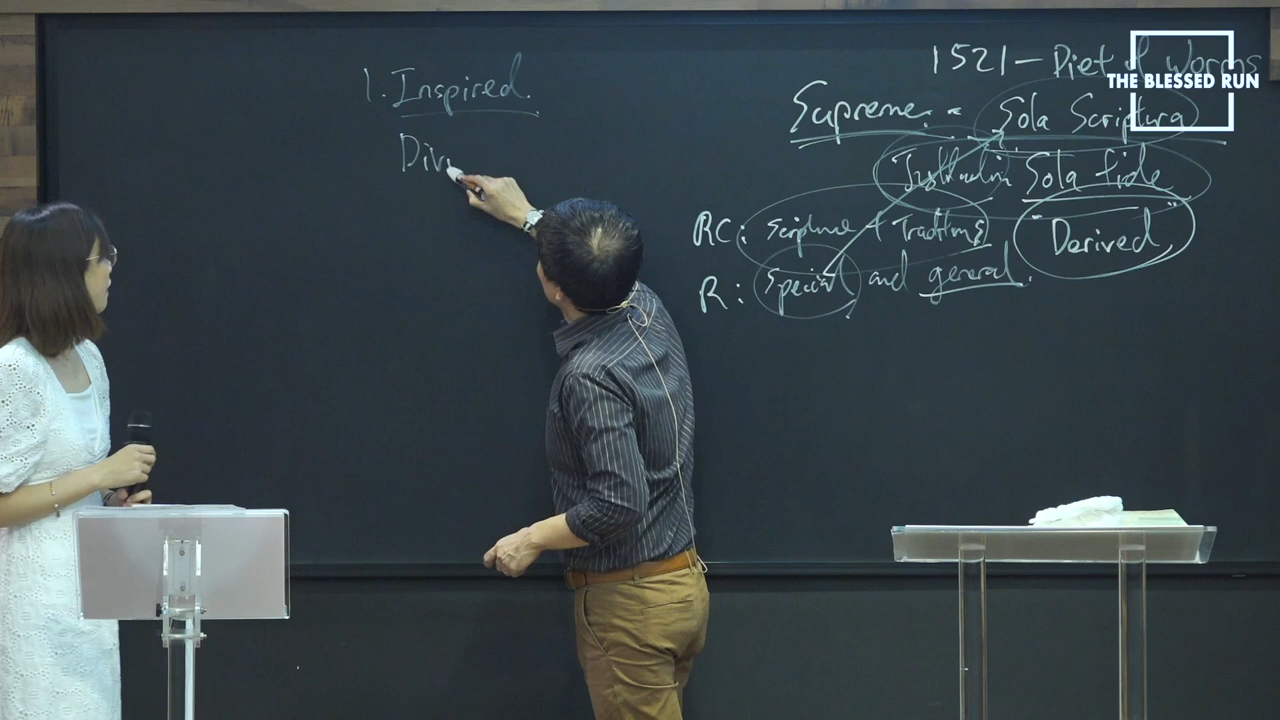 1. Inspired.
Div
1521 - Diet of Worms
THE BLESSED RUN
Supreme. - Sola Scriptura
Justification Sola fide
RC: Scripture + Traditions "Derived"
R: Special and general.